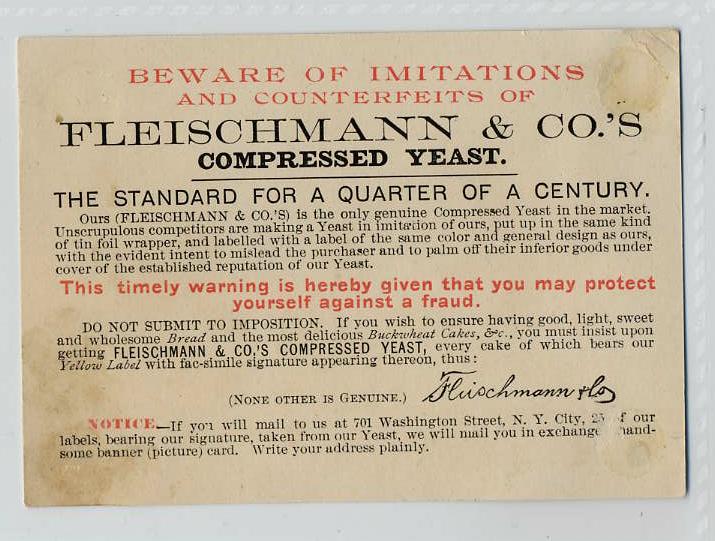 BEWARE OF IMITATIONS
AND COUNTERFEITS OF
FLEISCHMANN & CO.'S
COMPRESSED YEAST.
THE STANDARD FOR A QUARTER OF A CENTURY.
Ours (FLEISCHMANN & CO.'S) is the only genuine Compressed Yeast in the market.
Unscrupulous competitors are making a Yeast in imitation of ours, put up in the same kind
of tin foil wrapper, and labelled with a label of the same color and general design as ours,
with the evident intent to mislead the purchaser and to palm off their inferior goods under
cover of the established reputation of our Yeast.
This timely warning is hereby given that you may protect
yourself against a fraud.
DO NOT SUBMIT TO IMPOSITION. If you wish to ensure having good, light, sweet
and wholesome Bread and the most delicious Buckwheat Cakes, &c., you must insist upon
getting FLEISCHMANN & CO.'S COMPRESSED YEAST, every cake of which bears our
Yellow Label with fac-simile signature appearing thereon, thus:
(NONE OTHER IS GENUINE.) Fleischmann & Co
NOTICE.—If you will mail to us at 701 Washington Street, N. Y. City, 25 of our
labels, bearing our signature, taken from our Yeast, we will mail you in exchange hand-
some banner (picture) card. Write your address plainly.